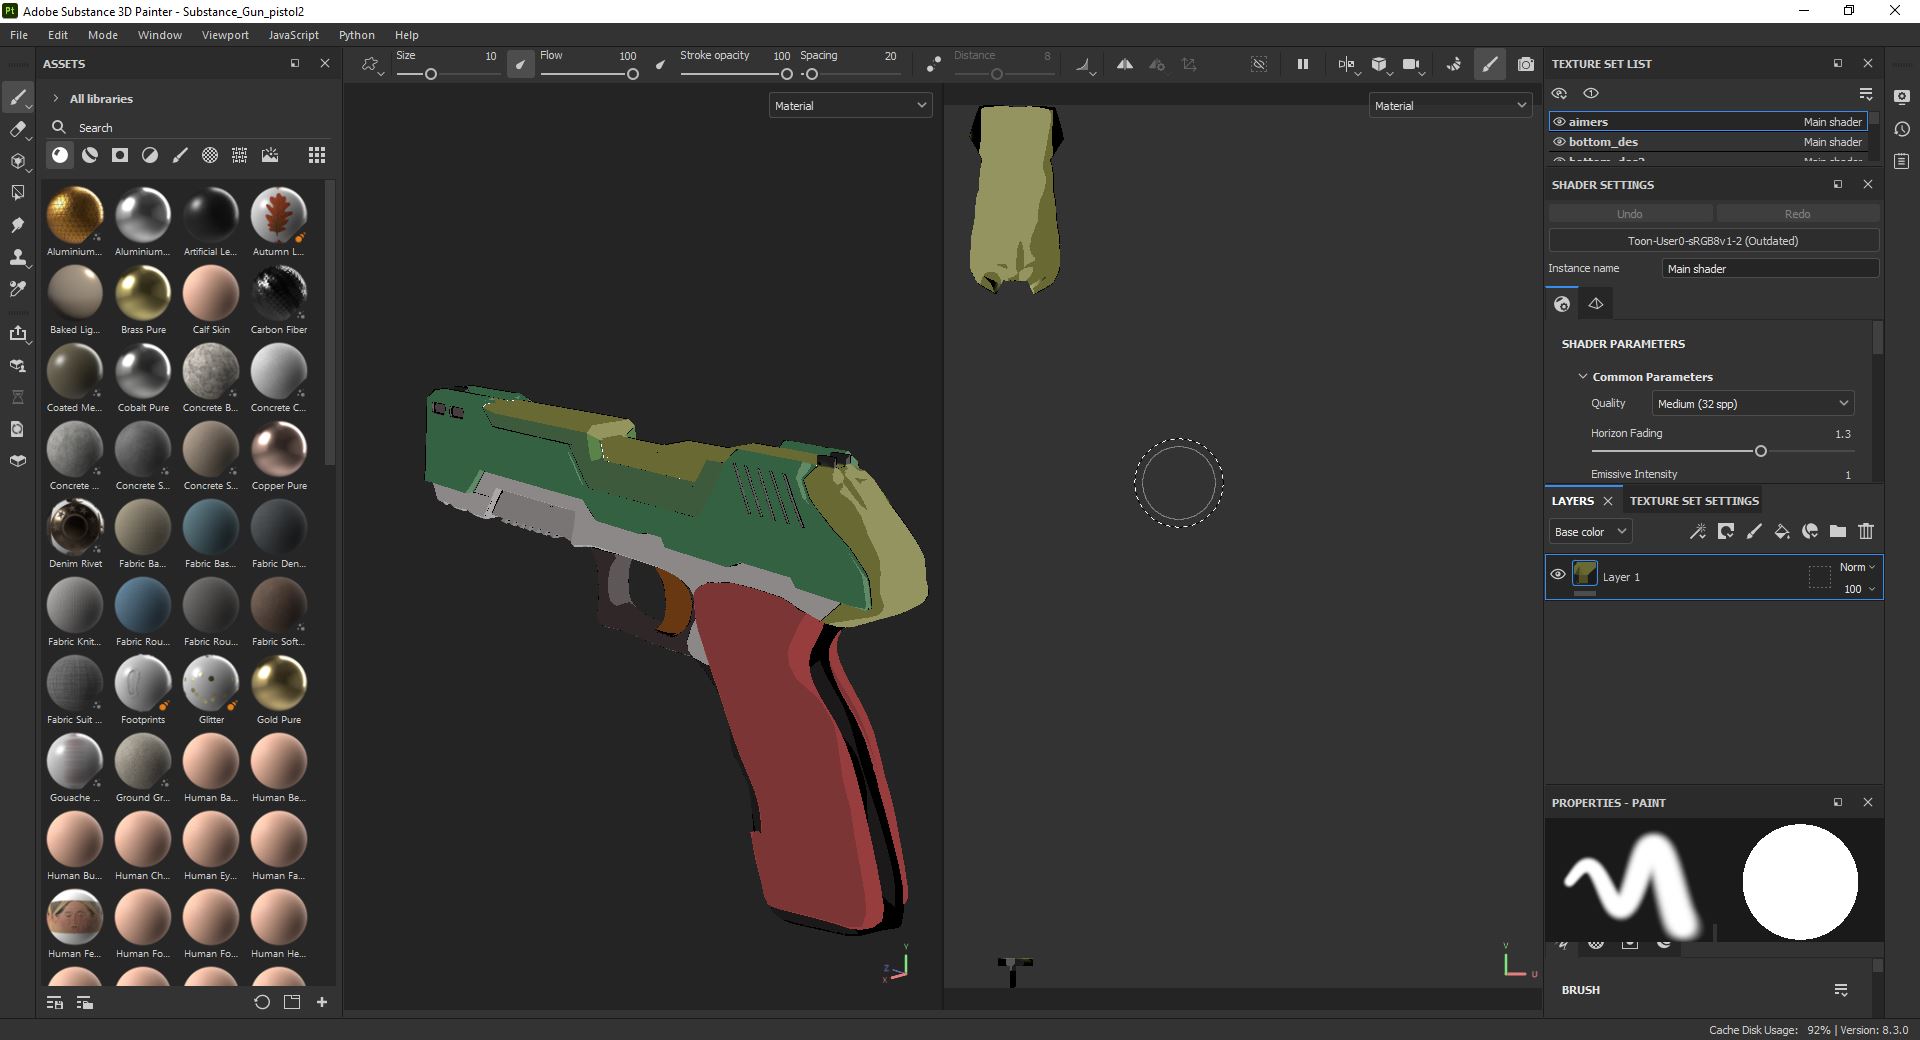 Pt Adobe Substance 3D Painter - Substance_Gun_pistol2
File Edit Mode Window Viewport JavaScript Python Help
ASSETS
All libraries
Search
Aluminium... Aluminium... Artificial Le... Autumn L...
Baked Lig... Brass Pure Calf Skin Carbon Fiber
Coated Me... Cobalt Pure Concrete B... Concrete C...
Concrete ... Concrete S... Concrete S... Copper Pure
Denim Rivet Fabric Ba... Fabric Bas... Fabric Den...
Fabric Knit... Fabric Rou... Fabric Rou... Fabric Soft...
Fabric Suit ... Footprints Glitter Gold Pure
Gouache ... Ground Gr... Human Ba... Human Be...
Human Bu... Human Ch... Human Ey... Human Fa...
Human Fe... Human Fo... Human Fo... Human He...
Size 10 Flow 100 Stroke opacity 100 Spacing 20 Distance 8
Material
Y
Z
X
Material
V
U
TEXTURE SET LIST
aimers Main shader
bottom_des Main shader
bottom_des2 Main shader
SHADER SETTINGS
Undo Redo
Toon-User0-sRGB8v1-2 (Outdated)
Instance name Main shader
SHADER PARAMETERS
Common Parameters
Quality Medium (32 spp)
Horizon Fading 1.3
Emissive Intensity 1
LAYERS TEXTURE SET SETTINGS
Base color
Layer 1 Norm
100
PROPERTIES - PAINT
BRUSH
Cache Disk Usage: 92% | Version: 8.3.0